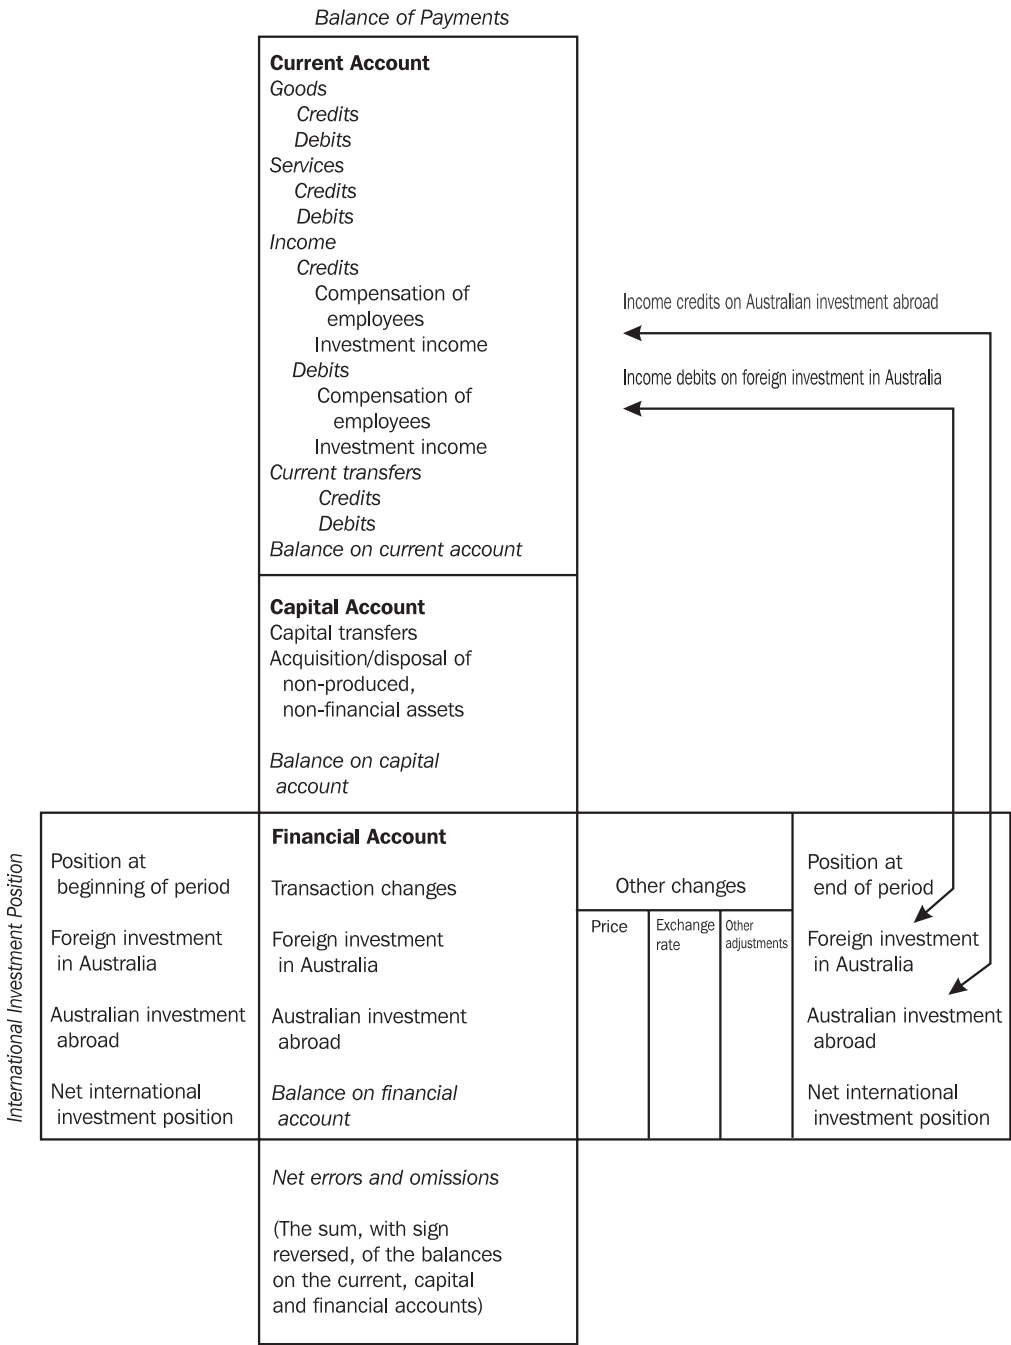 Balance of Payments
Current Account
Goods
Credits
Debits
Services
Credits
Debits
Income
Credits
Compensation of
employees
Investment income
Debits
Compensation of
employees
Investment income
Current transfers
Credits
Debits
Balance on current account
Income credits on Australian investment abroad
Income debits on foreign investment in Australia
Capital Account
Capital transfers
Acquisition/disposal of
non-produced,
non-financial assets
Balance on capital
account
International Investment Position
Position at
beginning of period
Foreign investment
in Australia
Australian investment
abroad
Net international
investment position
Financial Account
Transaction changes
Foreign investment
in Australia
Australian investment
abroad
Balance on financial
account
Other changes
Price
Exchange
rate
Other
adjustments
Position at
end of period
Foreign investment
in Australia
Australian investment
abroad
Net international
investment position
Net errors and omissions
(The sum, with sign
reversed, of the balances
on the current, capital
and financial accounts)